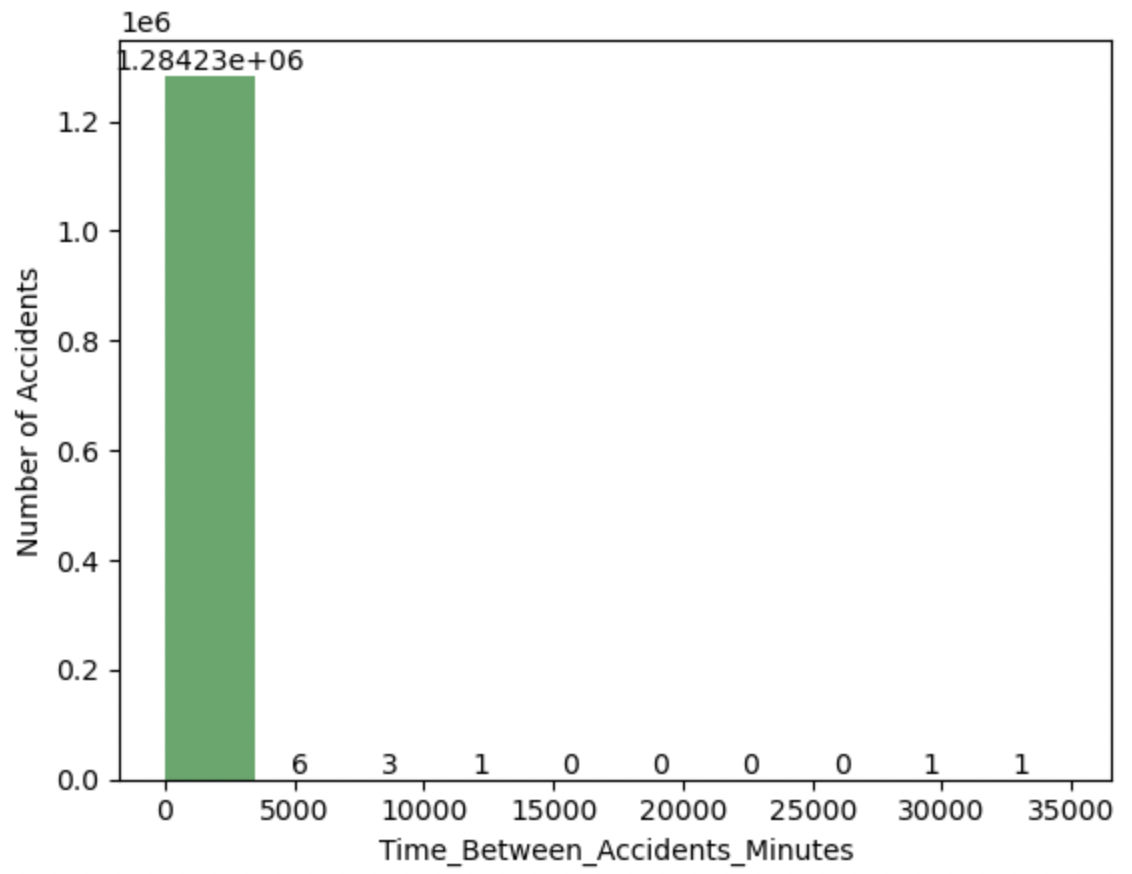 1e6
1.28423e+06
1.2
1.0
0.8
0.6
0.4
0.2
0.0
Number of Accidents
6 3 1 0 0 0 0 1 1
0 5000 10000 15000 20000 25000 30000 35000
Time_Between_Accidents_Minutes